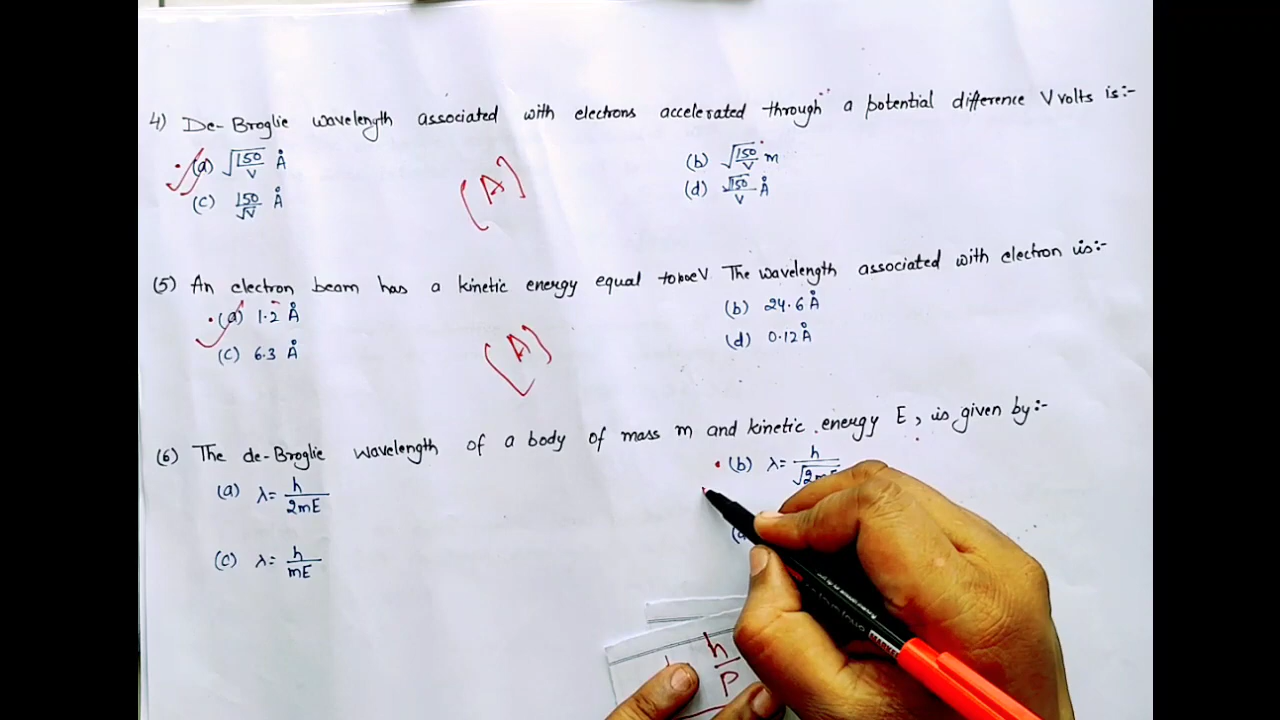 4) De-Broglie wavelength associated with electrons accelerated through a potential difference V volts is:-
(a) √150/V Å (b) √150/V m
(c) 150/√V Å (d) √150/V Å
[A]
(5) An electron beam has a kinetic energy equal to 100eV The wavelength associated with electron is:-
(a) 1.2 Å (b) 24.6 Å
(c) 6.3 Å (d) 0.12 Å
[A]
(6) The de-Broglie wavelength of a body of mass m and kinetic energy E, is given by:-
(a) λ= h/2mE (b) λ= h/√2mE
(c) λ= h/mE
h/P